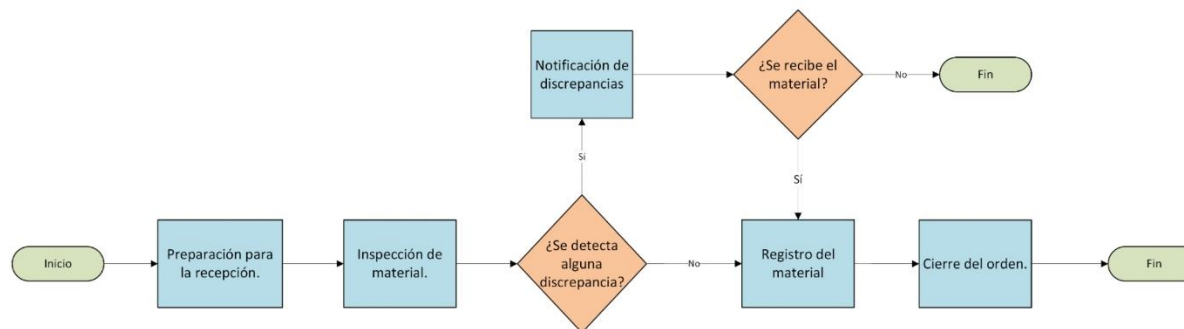 Notificación de
discrepancias
¿Se recibe el
material?
No
Fin
Sí
Sí
Inicio
Preparación para
la recepción.
Inspección de
material.
¿Se detecta
alguna
discrepancia?
No
Registro del
material
Cierre del orden.
Fin